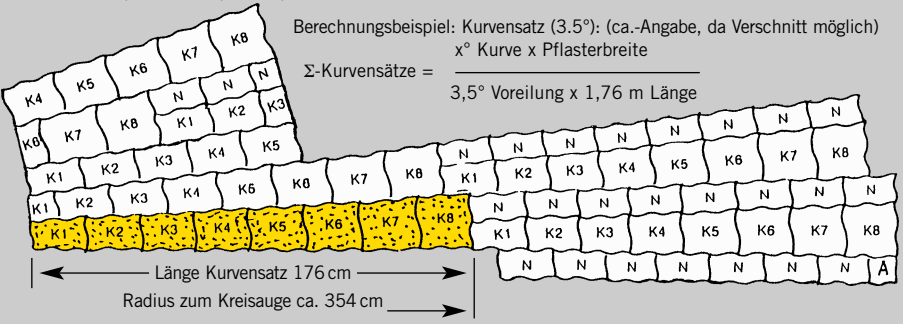 Berechnungsbeispiel: Kurvensatz (3.5°): (ca.-Angabe, da Verschnitt möglich)
x° Kurve x Pflasterbreite
Σ-Kurvensätze =
3,5° Voreilung x 1,76 m Länge
K4 K5 K6 K7 K8
N N N
K8 K7 K8 K1 K2 K3
K1 K2 K3 K4 K5
K1 K2 K3 K4 K6 K8 K7 K8
K1 K2 K3 K4 K5 K6 K7 K8
N N N N N N N N
K1 K2 K3 K4 K5 K6 K7 K8
N N N N N N N N
K1 K2 K3 K4 K5 K6 K7 K8
N N N N N N N A
Länge Kurvensatz 176 cm
Radius zum Kreisauge ca. 354 cm